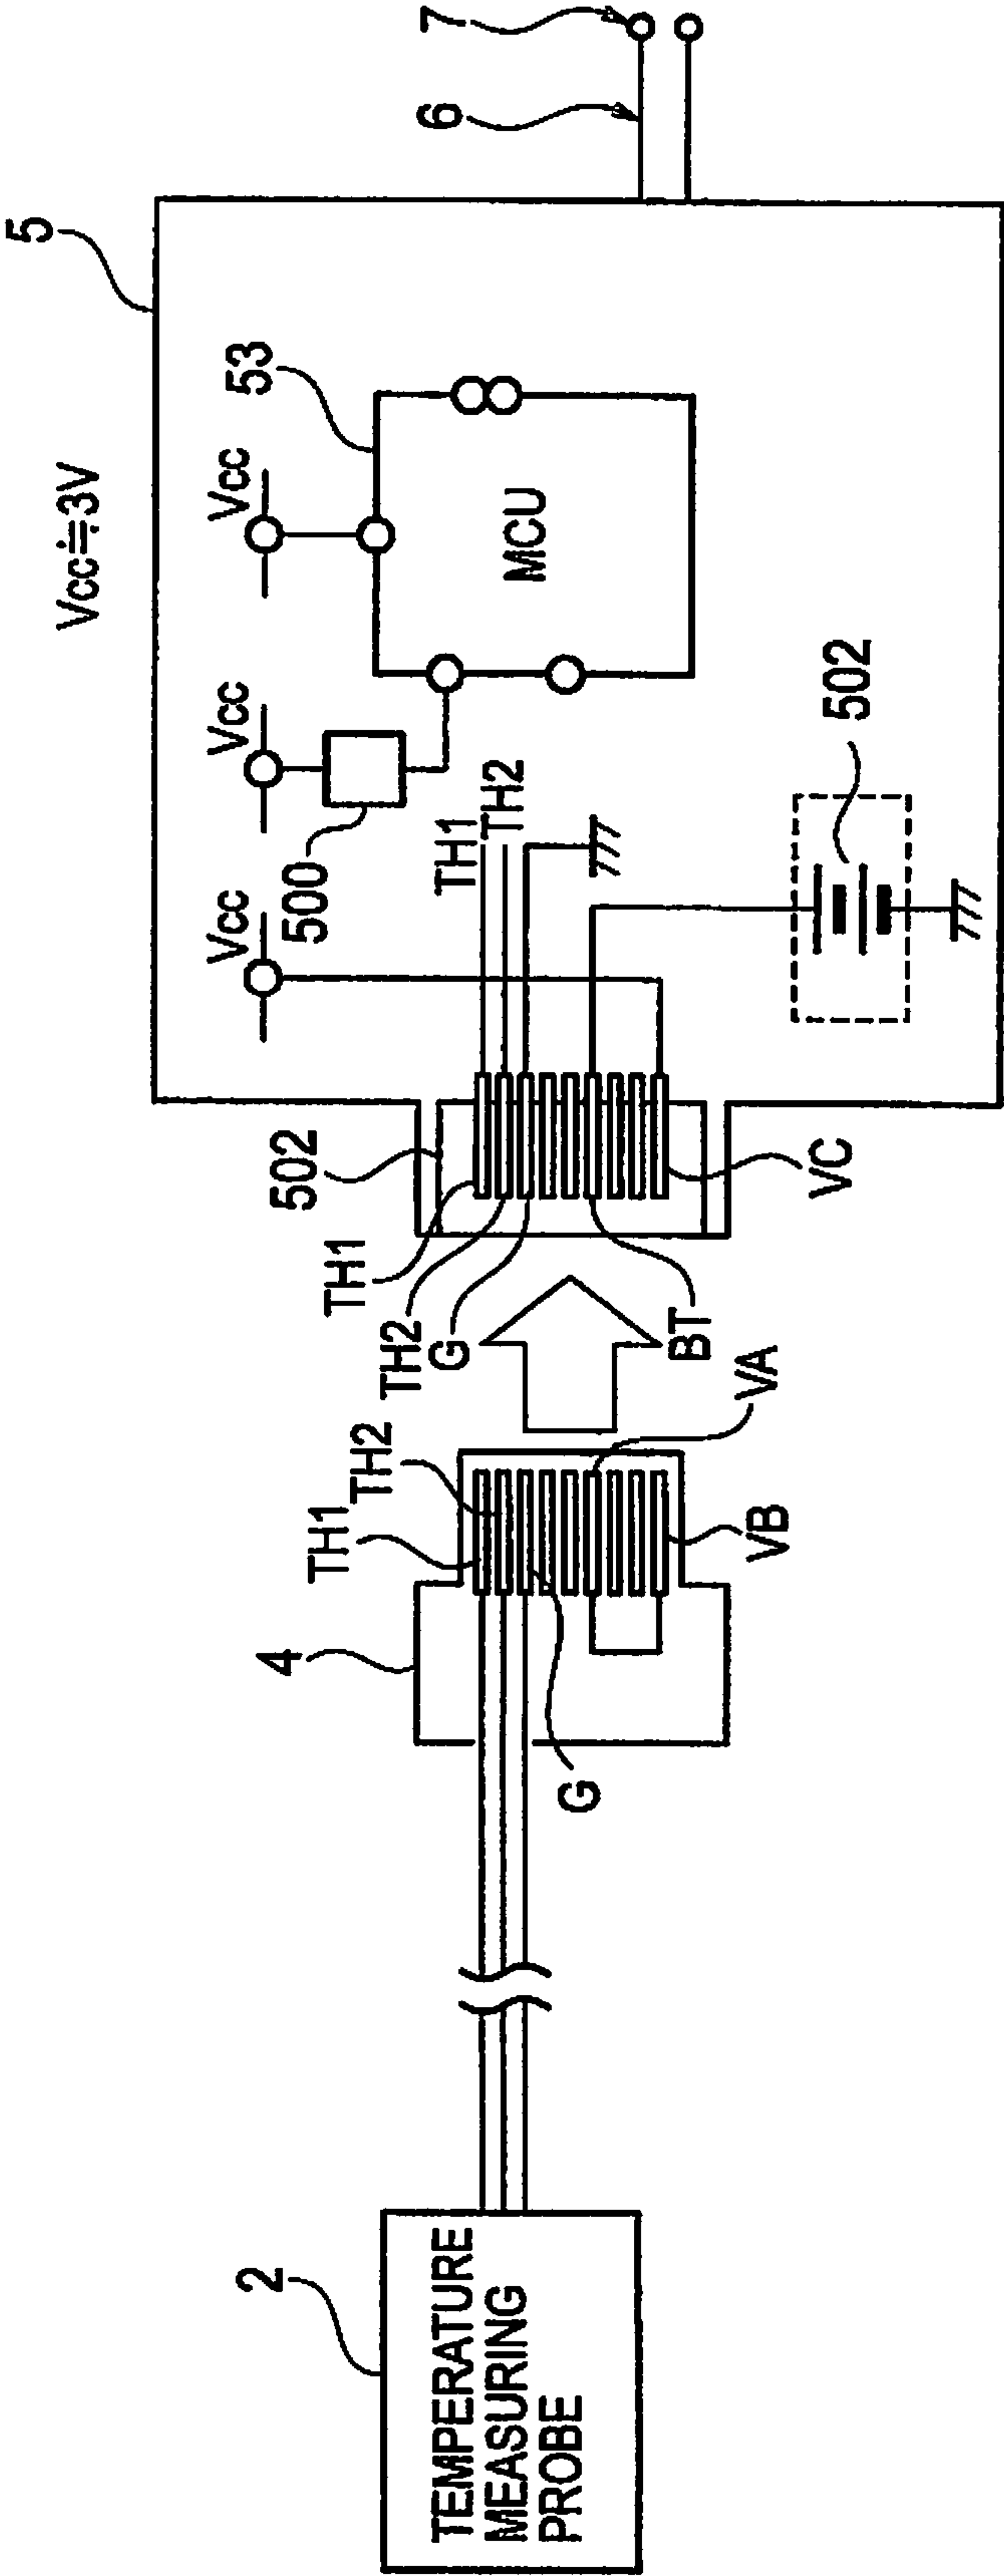 5
Vcc≒3V
7
6
Vcc
Vcc
Vcc
53
500
MCU
TH1
TH2
502
502
TH1
TH2
G
BT
VC
TH1
TH2
VA
VB
4
G
2
TEMPERATURE
MEASURING
PROBE